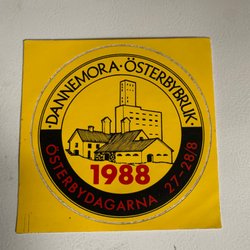 · DANNEMORA · ÖSTERBYBRUK ·
1988
ÖSTERBYDAGARNA 27-28/8